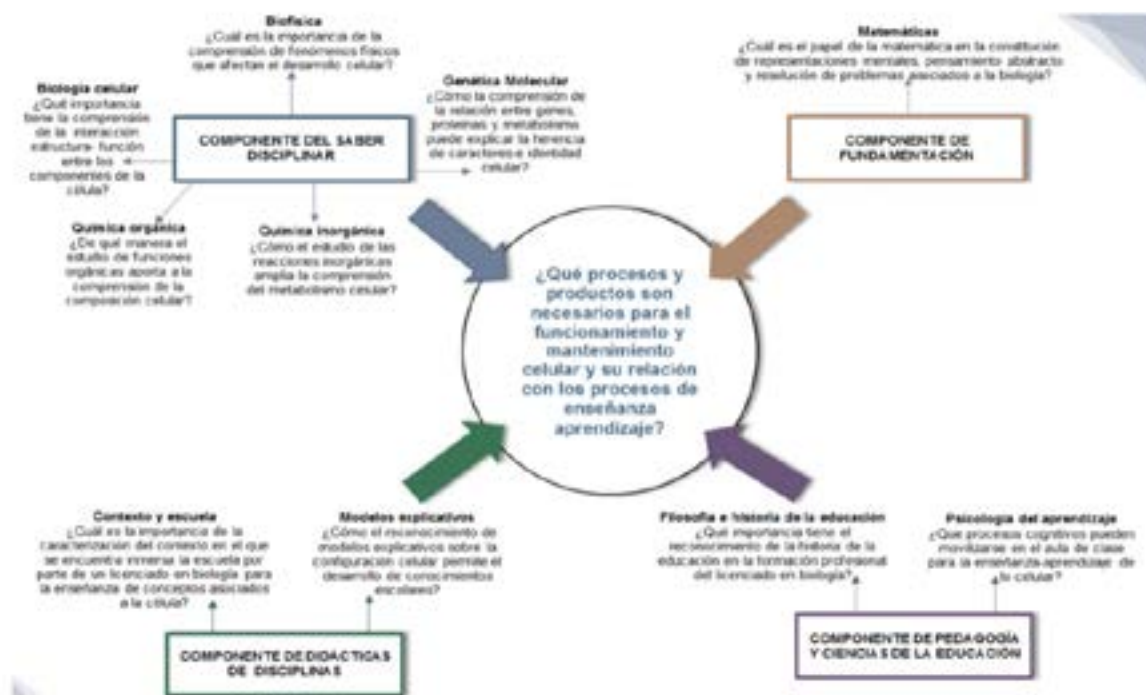 Biofísica
¿Cuál es la importancia de la
comprensión de fenómenos físicos
que afectan el desarrollo celular?
Biología celular
¿Qué importancia
tiene la comprensión
de la interacción
estructura- función
entre los
componentes de la
célula?
COMPONENTE DEL SABER
DISCIPLINAR
Genética Molecular
¿Cómo la comprensión de
la relación entre genes,
proteínas y metabolismo
puede explicar la herencia
de caracteres e identidad
celular?
Química orgánica
¿De qué manera el
estudio de funciones
orgánicas aporta a la
comprensión de la
composición celular?
Química inorgánica
¿Cómo el estudio de las
reacciones inorgánicas
amplia la comprensión
del metabolismo celular?
Matemáticas
¿Cuál es el papel de la matemática en la constitución
de representaciones mentales, pensamiento abstracto
y resolución de problemas asociados a la biología?
COMPONENTE DE
FUNDAMENTACIÓN
¿Qué procesos y
productos son
necesarios para el
funcionamiento y
mantenimiento
celular y su relación
con los procesos de
enseñanza
aprendizaje?
Contexto y escuela
¿Cuál es la importancia de la
caracterización del contexto en el que
se encuentra inmersa la escuela por
parte de un licenciado en biología para
la enseñanza de conceptos asociados
a la célula?
Modelos explicativos
¿Cómo el reconocimiento de
modelos explicativos sobre la
configuración celular permite el
desarrollo de conocimientos
escolares?
COMPONENTE DE DIDÁCTICAS
DE DISCIPLINAS
Filosofía e historia de la educación
¿Qué importancia tiene el
reconocimiento de la historia de la
educación en la formación profesional
del licenciado en biología?
Psicología del aprendizaje
¿Qué procesos cognitivos pueden
movilizarse en el aula de clase
para la enseñanza-aprendizaje de
lo celular?
COMPONENTE DE PEDAGOGÍA
Y CIENCIAS DE LA EDUCACIÓN